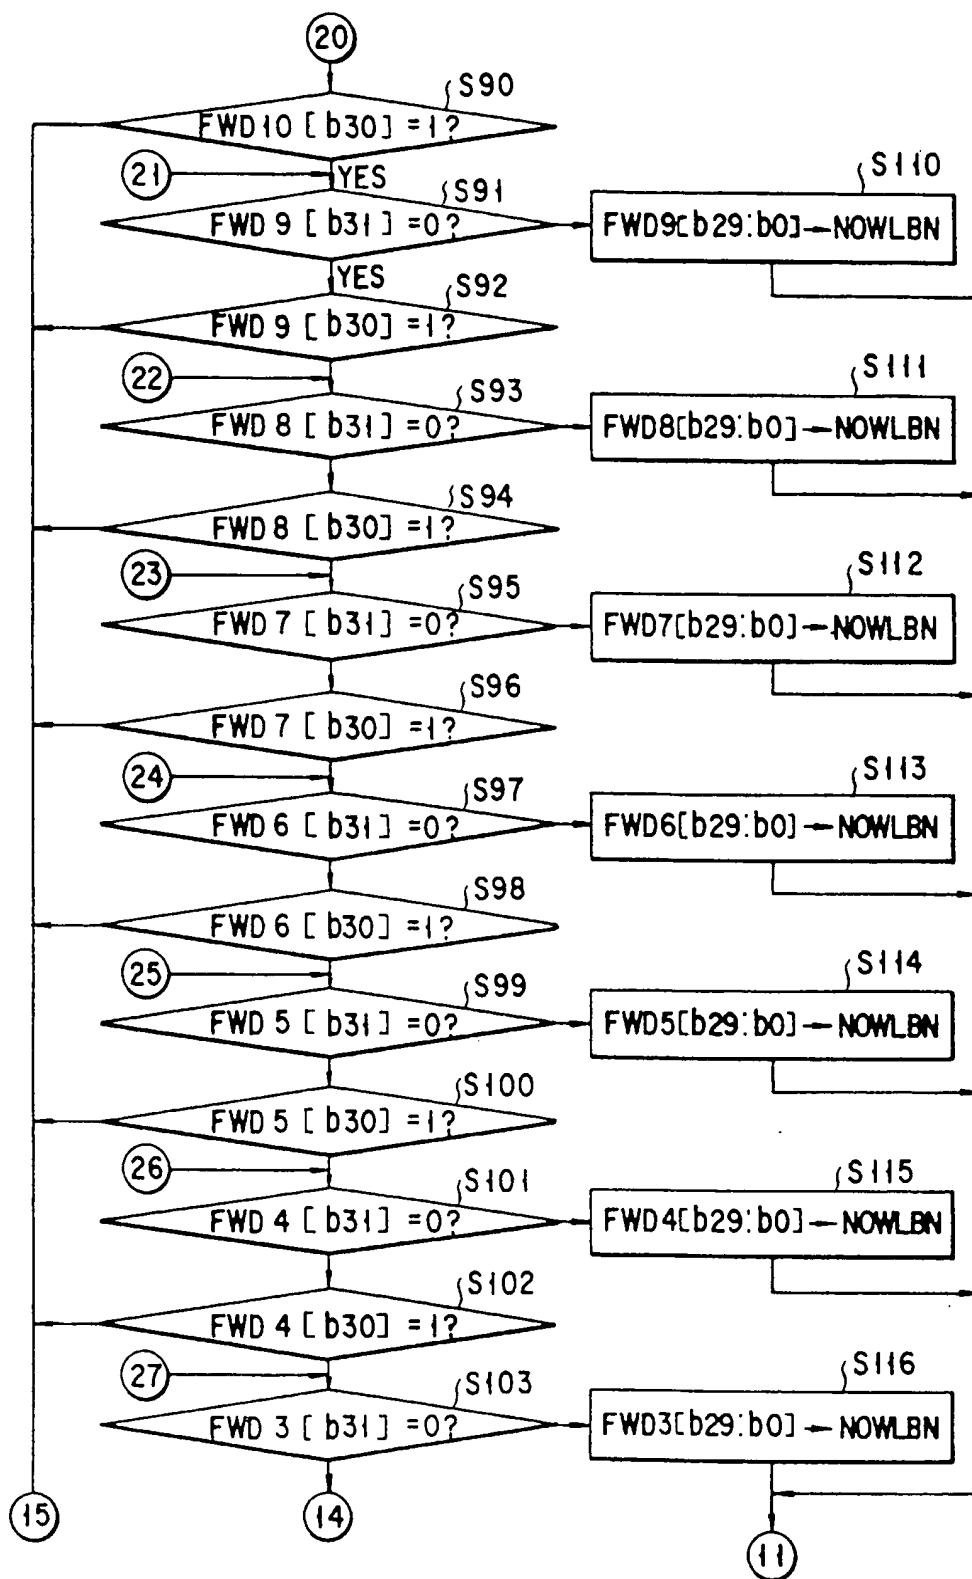 20
S90
FWD10 [b30] =1?
21
YES
S91
S110
FWD 9 [b31] =0?
FWD9[b29:b0]→NOWLBN
YES
S92
FWD 9 [b30] =1?
22
S93
S111
FWD 8 [b31] =0?
FWD8[b29:b0]→NOWLBN
S94
FWD 8 [b30] =1?
23
S95
S112
FWD 7 [b31] =0?
FWD7[b29:b0]→NOWLBN
S96
FWD 7 [b30] =1?
24
S97
S113
FWD 6 [b31] =0?
FWD6[b29:b0]→NOWLBN
S98
FWD 6 [b30] =1?
25
S99
S114
FWD 5 [b31] =0?
FWD5[b29:b0]→NOWLBN
S100
FWD 5 [b30] =1?
26
S101
S115
FWD 4 [b31] =0?
FWD4[b29:b0]→NOWLBN
S102
FWD 4 [b30] =1?
27
S103
S116
FWD 3 [b31] =0?
FWD3[b29:b0]→NOWLBN
15
14
11